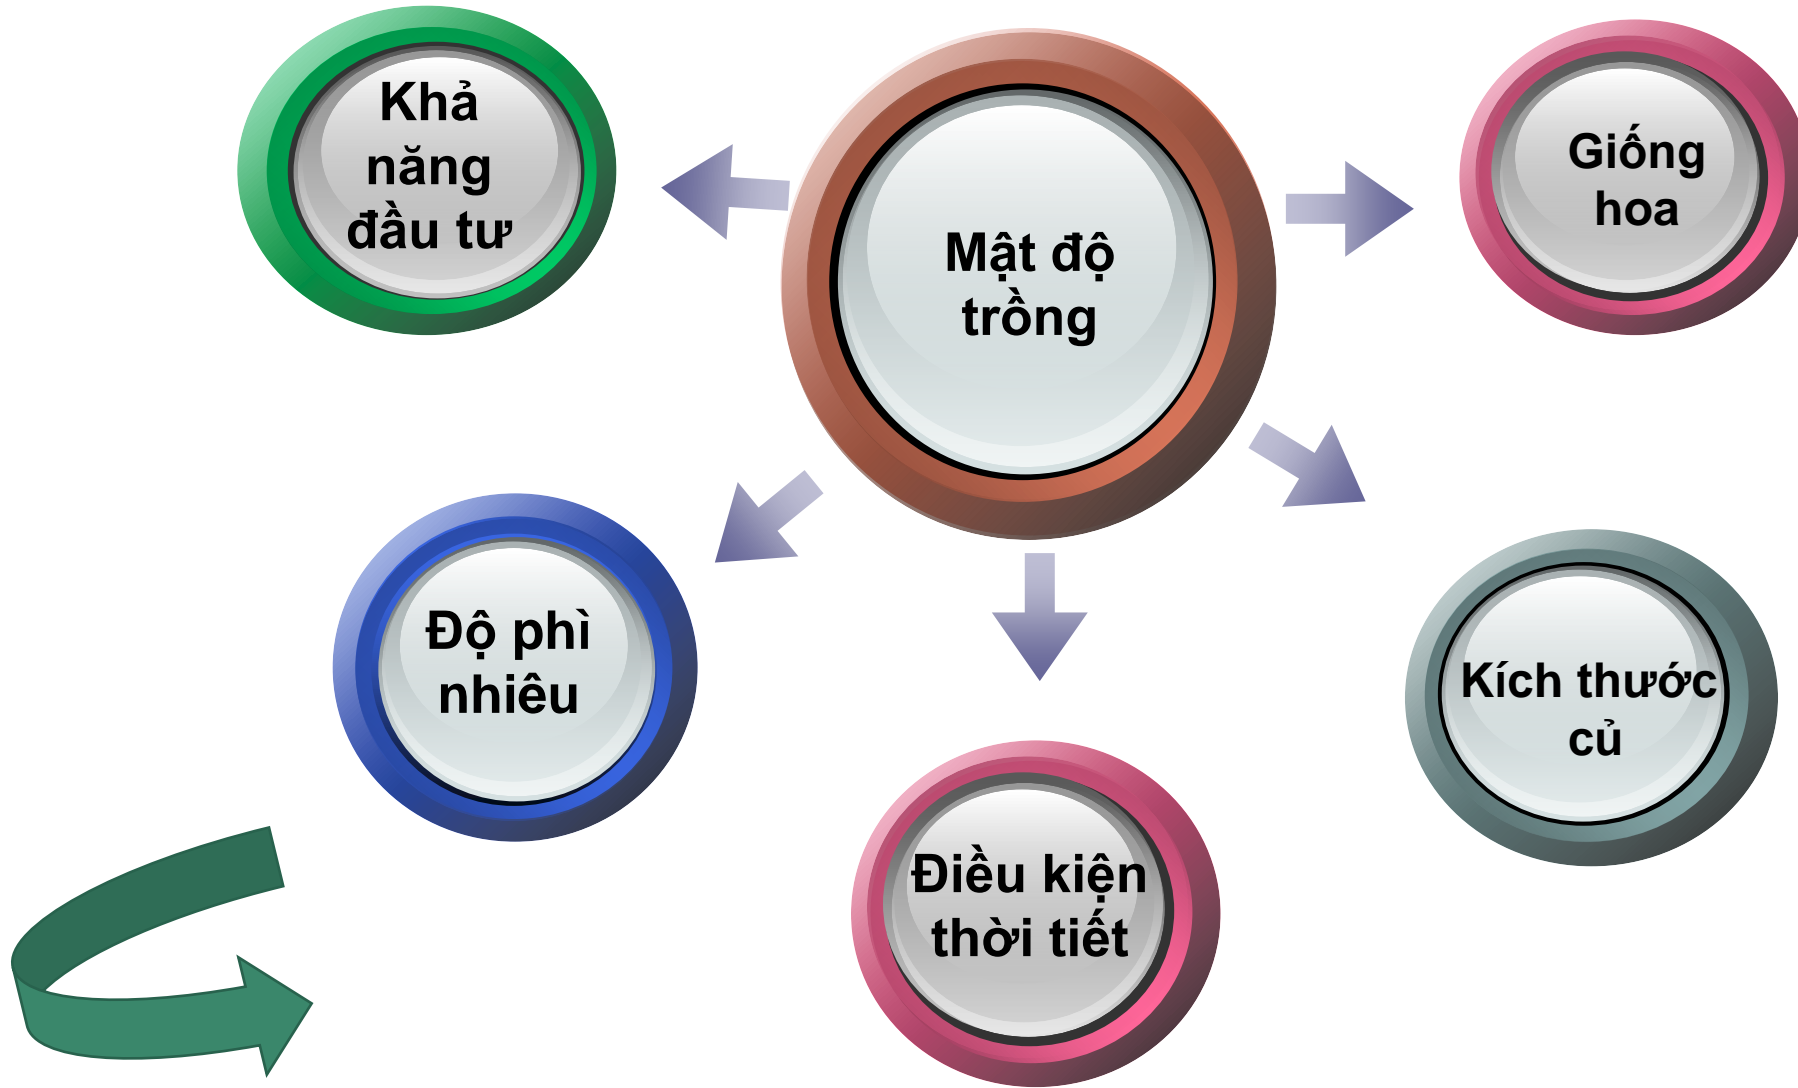 Khả
năng
đầu tư
Mật độ
trồng
Giống
hoa
Độ phì
nhiêu
Kích thước
củ
Điều kiện
thời tiết